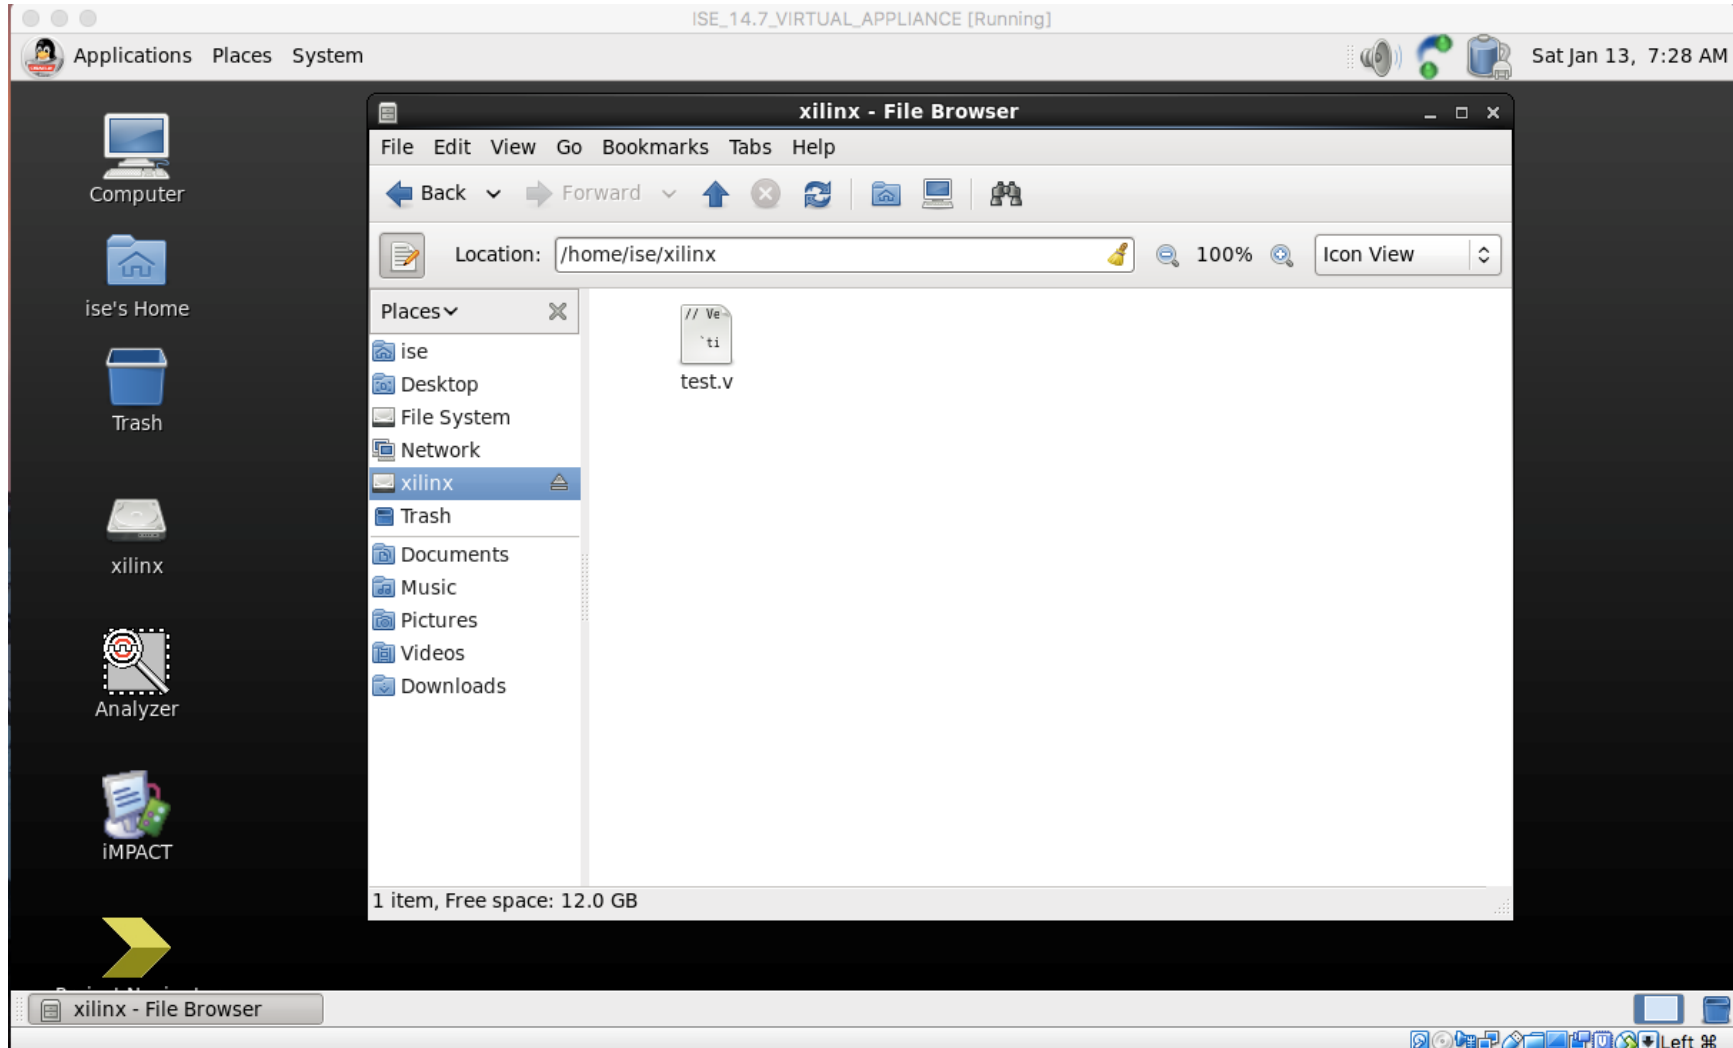 ISE_14.7_VIRTUAL_APPLIANCE [Running]
Applications Places System
Sat Jan 13, 7:28 AM
Computer
ise's Home
Trash
xilinx
Analyzer
iMPACT
xilinx - File Browser
File Edit View Go Bookmarks Tabs Help
Back Forward
Location: /home/ise/xilinx 100% Icon View
Places
ise
Desktop
File System
Network
xilinx
Trash
Documents
Music
Pictures
Videos
Downloads
// Ve
`ti
test.v
1 item, Free space: 12.0 GB
xilinx - File Browser
Left ⌘